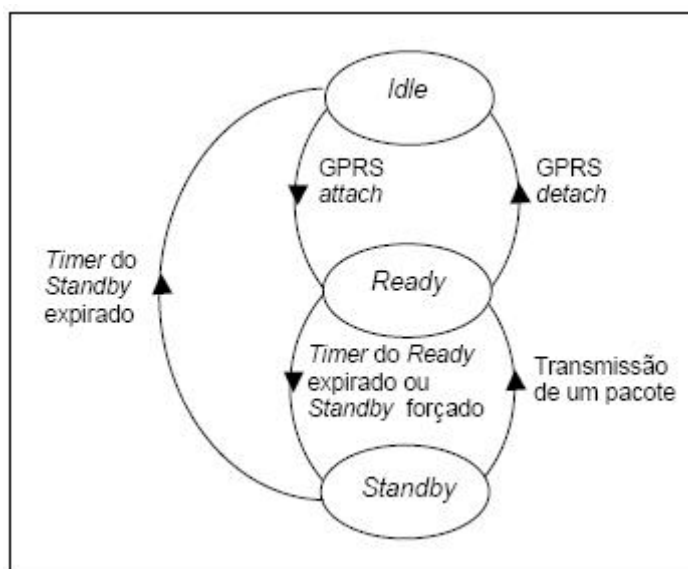 Idle
GPRS
attach
GPRS
detach
Timer do
Standby
expirado
Ready
Timer do Ready
expirado ou
Standby forçado
Transmissão
de um pacote
Standby